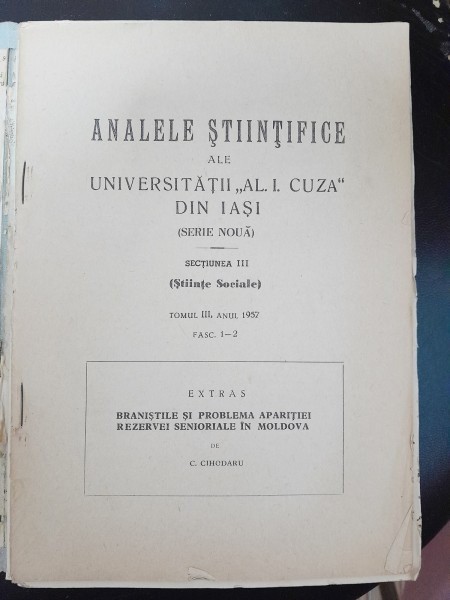 ANALELE ŞTIINŢIFICE
ALE
UNIVERSITĂŢII „AL. I. CUZA“
DIN IAŞI
(SERIE NOUĂ)
SECŢIUNEA III
(Ştiinţe Sociale)
TOMUL III, ANUL 1957
FASC. 1—2
EXTRAS
BRANIŞTILE ŞI PROBLEMA APARIŢIEI
REZERVEI SENIORIALE ÎN MOLDOVA
DE
C. CIHODARU